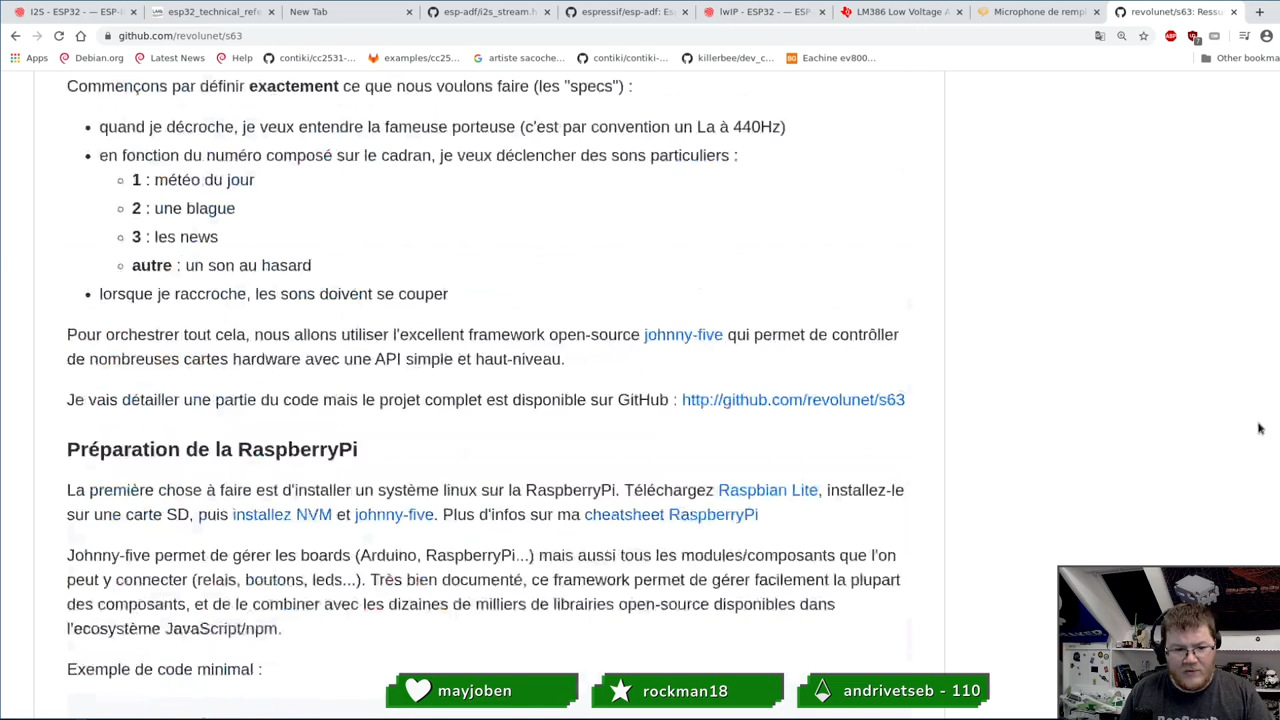 I2S - ESP32 - — ESP-I
esp32_technical_refe
New Tab
esp-adf/i2s_stream.h
espressif/esp-adf: Es
lwIP - ESP32 - — ESP
LM386 Low Voltage A
Microphone de rempl
revolunet/s63: Ressu
github.com/revolunet/s63
Apps
Debian.org
Latest News
Help
contiki/cc2531-...
examples/cc25...
artiste sacoche...
contiki/contiki-...
killerbee/dev_c...
Eachine ev800...
Other bookma
Commençons par définir exactement ce que nous voulons faire (les "specs") :
• quand je décroche, je veux entendre la fameuse porteuse (c'est par convention un La à 440Hz)
• en fonction du numéro composé sur le cadran, je veux déclencher des sons particuliers :
1 : météo du jour
2 : une blague
3 : les news
autre : un son au hasard
• lorsque je raccroche, les sons doivent se couper
Pour orchestrer tout cela, nous allons utiliser l'excellent framework open-source johnny-five qui permet de contrôller
de nombreuses cartes hardware avec une API simple et haut-niveau.
Je vais détailler une partie du code mais le projet complet est disponible sur GitHub : http://github.com/revolunet/s63
Préparation de la RaspberryPi
La première chose à faire est d'installer un système linux sur la RaspberryPi. Téléchargez Raspbian Lite, installez-le
sur une carte SD, puis installez NVM et johnny-five. Plus d'infos sur ma cheatsheet RaspberryPi
Johnny-five permet de gérer les boards (Arduino, RaspberryPi...) mais aussi tous les modules/composants que l'on
peut y connecter (relais, boutons, leds...). Très bien documenté, ce framework permet de gérer facilement la plupart
des composants, et de le combiner avec les dizaines de milliers de librairies open-source disponibles dans
l'ecosystème JavaScript/npm.
Exemple de code minimal :
mayjoben
rockman18
andrivetseb - 110